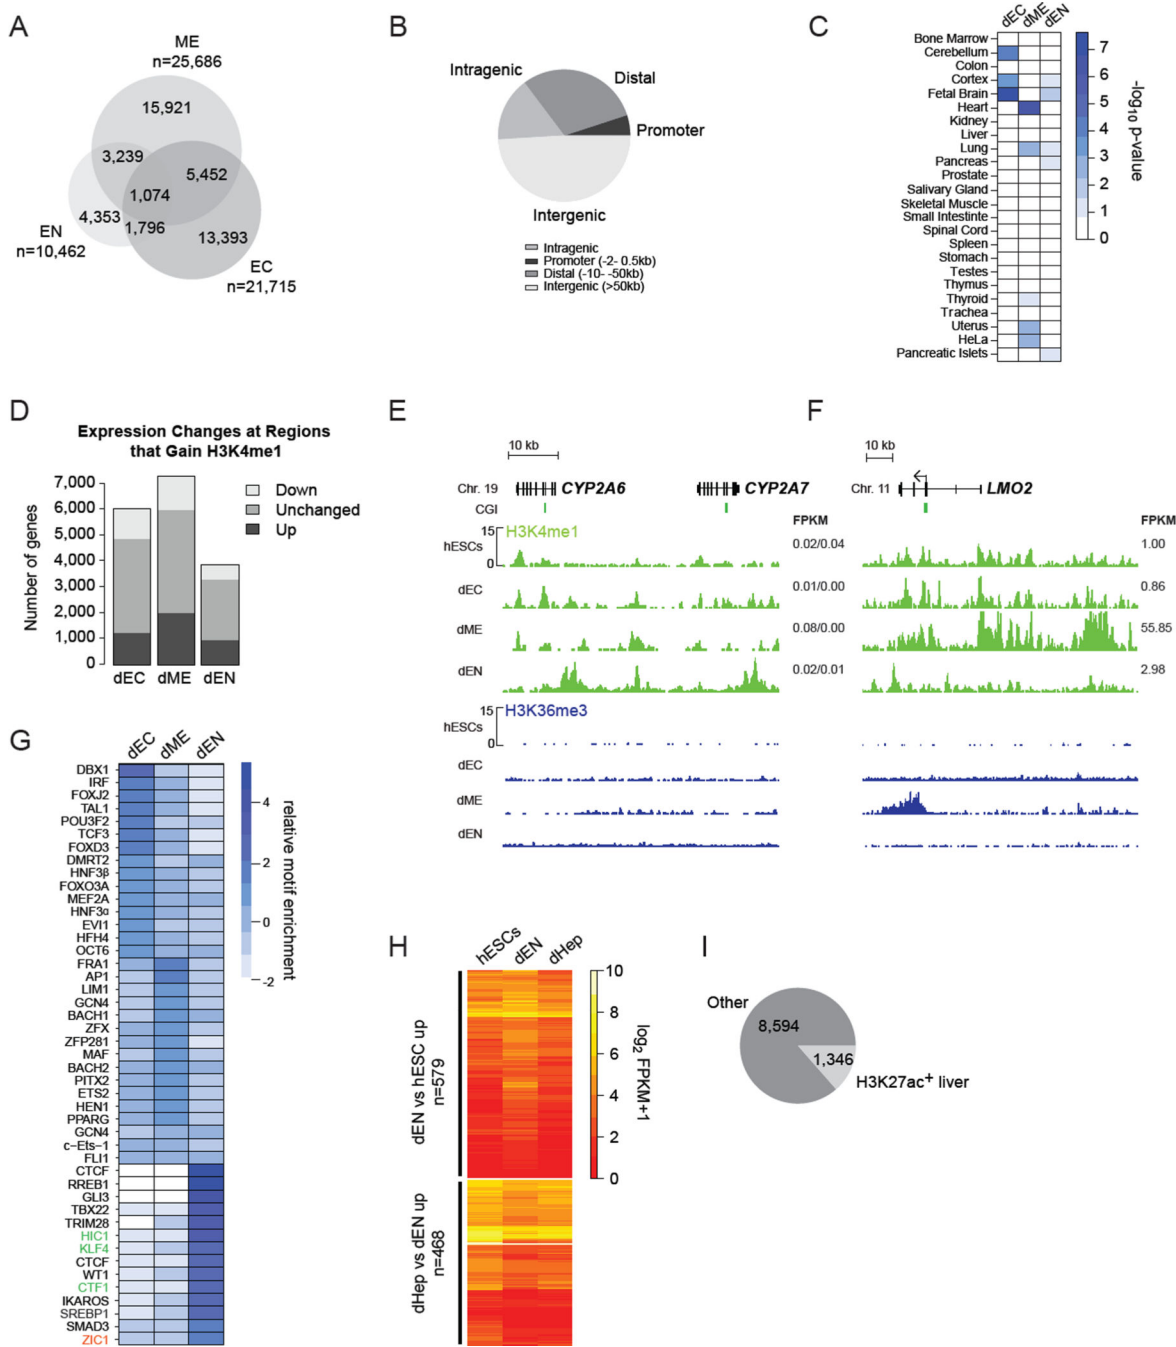 A
ME
n=25,686
15,921
3,239
5,452
1,074
4,353
1,796
13,393
EN
n=10,462
EC
n=21,715
B
Intragenic
Distal
Promoter
Intergenic
Intragenic
Promoter (-2- 0.5kb)
Distal (-10- -50kb)
Intergenic (>50kb)
C
dEC dME dEN
Bone Marrow
Cerebellum
Colon
Cortex
Fetal Brain
Heart
Kidney
Liver
Lung
Pancreas
Prostate
Salivary Gland
Skeletal Muscle
Small Intestinte
Spinal Cord
Spleen
Stomach
Testes
Thymus
Thyroid
Trachea
Uterus
HeLa
Pancreatic Islets
7
6
5
4
3
2
1
0
-log10 p-value
D
Expression Changes at Regions
that Gain H3K4me1
Number of genes
7,000
6,000
5,000
4,000
3,000
2,000
1,000
0
dEC dME dEN
Down
Unchanged
Up
E
10 kb
Chr. 19 CYP2A6 CYP2A7
CGI
FPKM
15
H3K4me1
0
hESCs 0.02/0.04
dEC 0.01/0.00
dME 0.08/0.00
dEN 0.02/0.01
15
H3K36me3
0
hESCs
dEC
dME
dEN
F
10 kb
Chr. 11 LMO2
FPKM
1.00
0.86
55.85
2.98
G
dEC dME dEN
DBX1
IRF
FOXJ2
TAL1
POU3F2
TCF3
FOXD3
DMRT2
HNF3β
FOXO3A
MEF2A
HNF3α
EVI1
HFH4
OCT6
FRA1
AP1
LIM1
GCN4
BACH1
ZFX
ZFP281
MAF
BACH2
PITX2
ETS2
HEN1
PPARG
GCN4
c−Ets−1
FLI1
CTCF
RREB1
GLI3
TBX22
TRIM28
HIC1
KLF4
CTCF
WT1
CTF1
IKAROS
SREBP1
SMAD3
ZIC1
4
2
0
−2
relative motif enrichment
H
hESCs dEN dHep
dEN vs hESC up
n=579
dHep vs dEN up
n=468
10
8
6
4
2
0
log2 FPKM+1
I
Other
8,594
1,346
H3K27ac+ liver